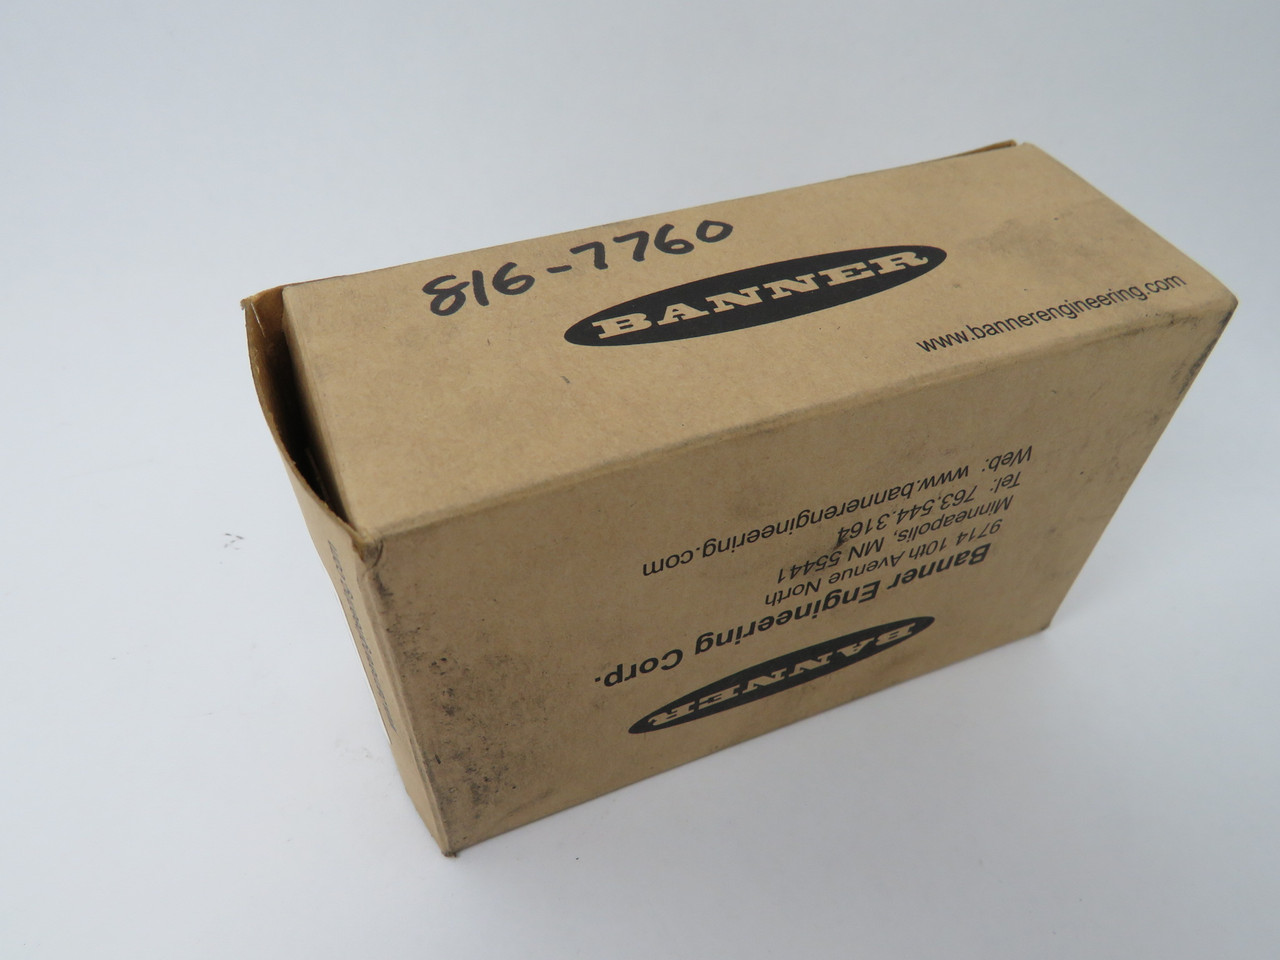 816-7760
BANNER
www.bannerengineering.com
BANNER
Banner Engineering Corp.
9714 10th Avenue North
Minneapolis, MN 55441
Tel: 763.544.3164
Web: www.bannerengineering.com